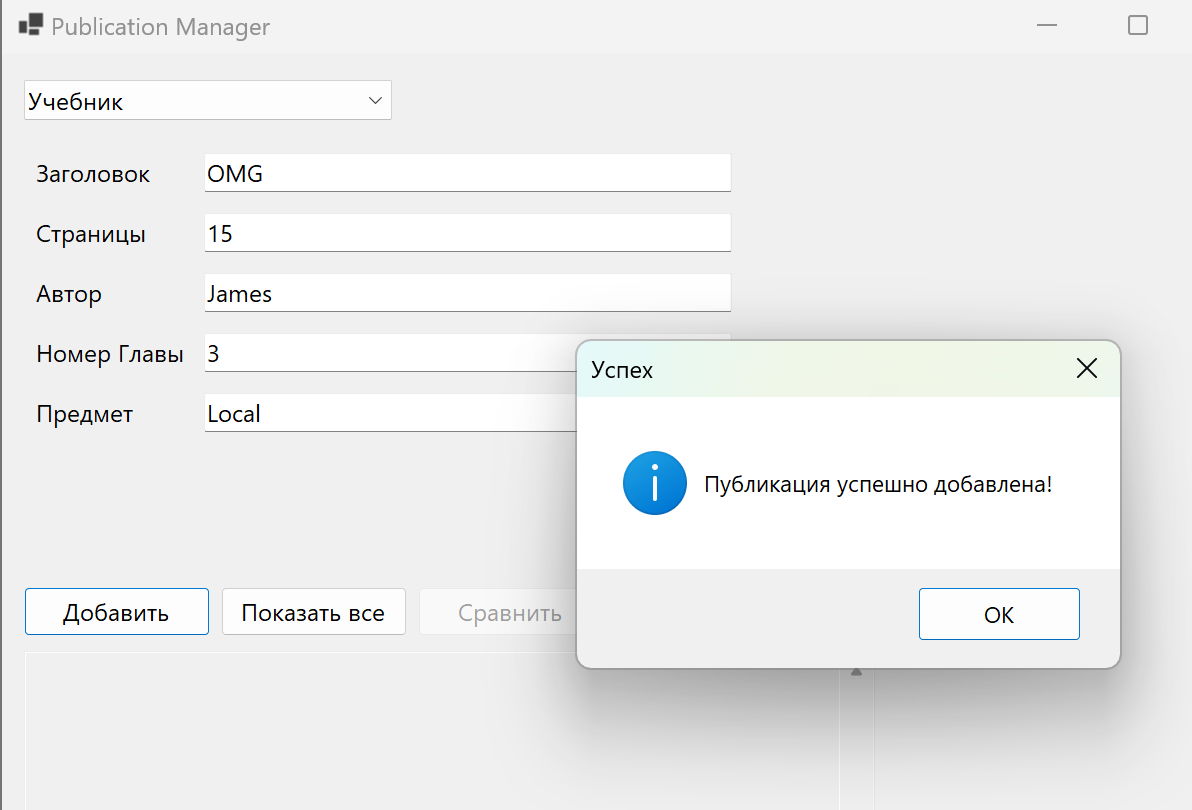 Publication Manager
Учебник
Заголовок OMG
Страницы 15
Автор James
Номер Главы 3
Предмет Local
Успех
Публикация успешно добавлена!
OK
Добавить Показать все Сравнить